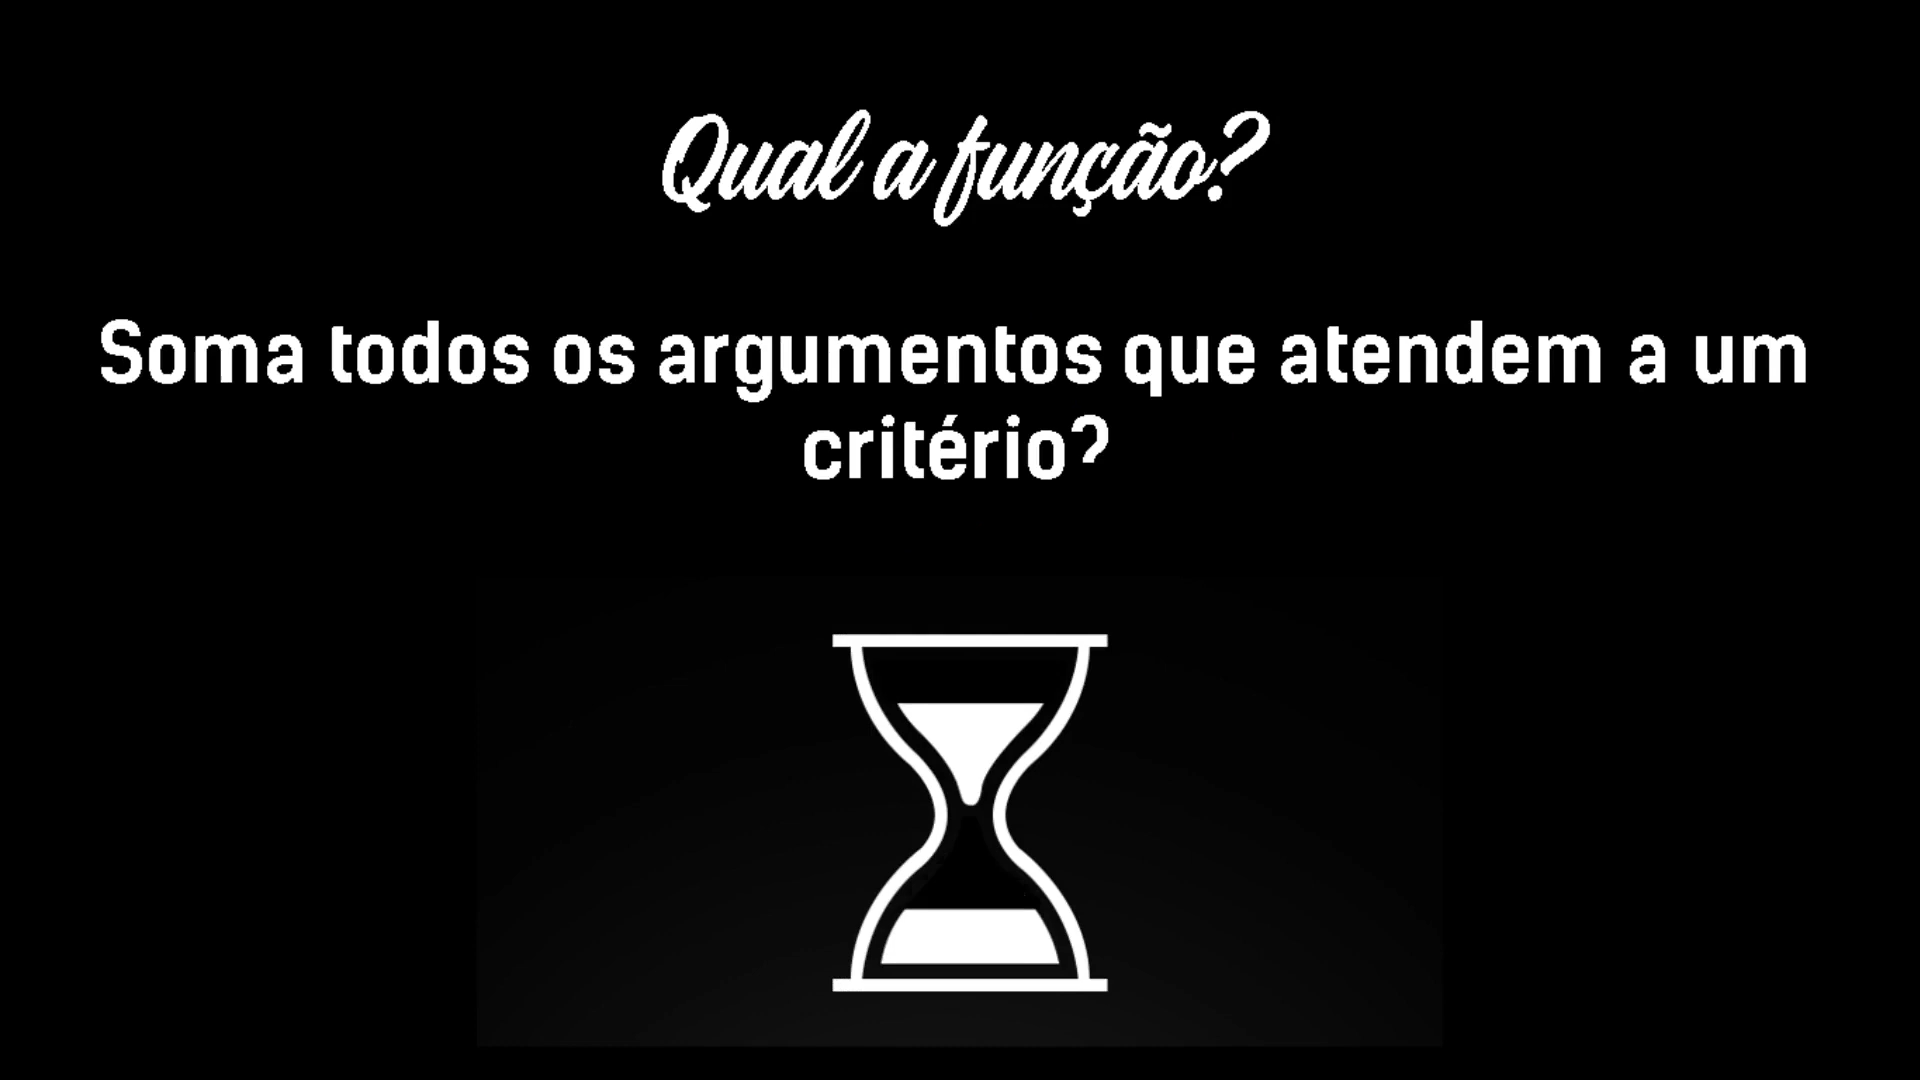 Qual a função?
Soma todos os argumentos que atendem a um
critério?